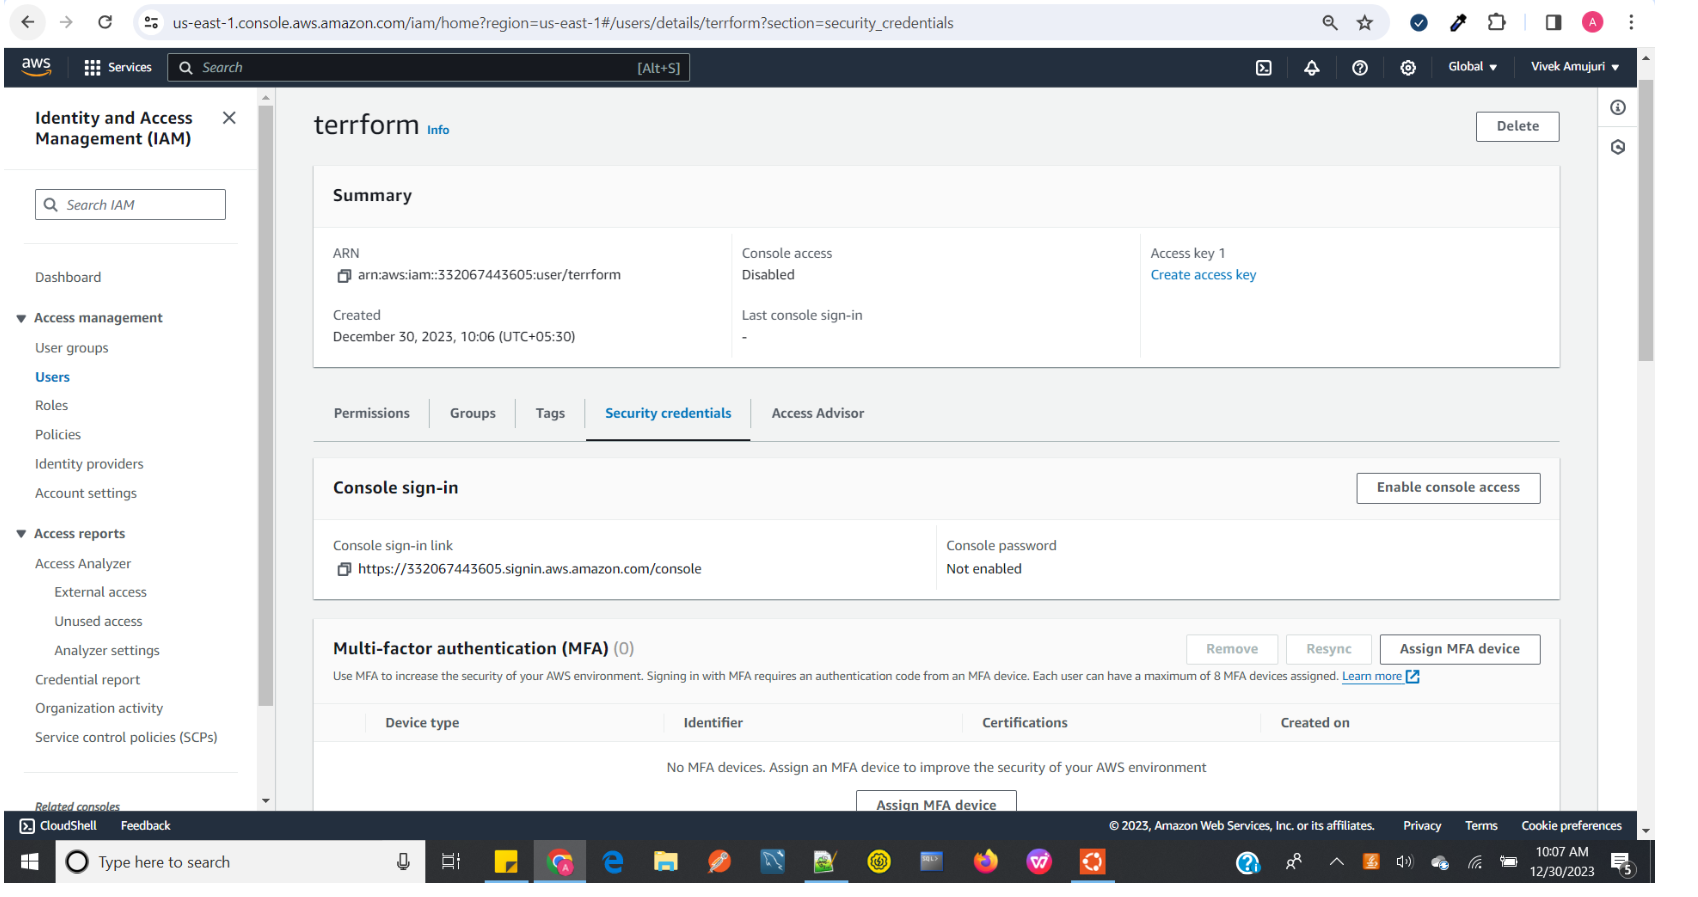 us-east-1.console.aws.amazon.com/iam/home?region=us-east-1#/users/details/terrform?section=security_credentials
A
aws
Services
Search
[Alt+S]
Global
Vivek Amujuri
Identity and Access Management (IAM)
Search IAM
Dashboard
Access management
User groups
Users
Roles
Policies
Identity providers
Account settings
Access reports
Access Analyzer
External access
Unused access
Analyzer settings
Credential report
Organization activity
Service control policies (SCPs)
Related consoles
terrform Info
Delete
Summary
ARN
arn:aws:iam::332067443605:user/terrform
Created
December 30, 2023, 10:06 (UTC+05:30)
Console access
Disabled
Last console sign-in
-
Access key 1
Create access key
Permissions
Groups
Tags
Security credentials
Access Advisor
Console sign-in
Enable console access
Console sign-in link
https://332067443605.signin.aws.amazon.com/console
Console password
Not enabled
Multi-factor authentication (MFA) (0)
Remove
Resync
Assign MFA device
Use MFA to increase the security of your AWS environment. Signing in with MFA requires an authentication code from an MFA device. Each user can have a maximum of 8 MFA devices assigned. Learn more
Device type
Identifier
Certifications
Created on
No MFA devices. Assign an MFA device to improve the security of your AWS environment
Assign MFA device
CloudShell
Feedback
© 2023, Amazon Web Services, Inc. or its affiliates.
Privacy
Terms
Cookie preferences
Type here to search
10:07 AM
12/30/2023
5